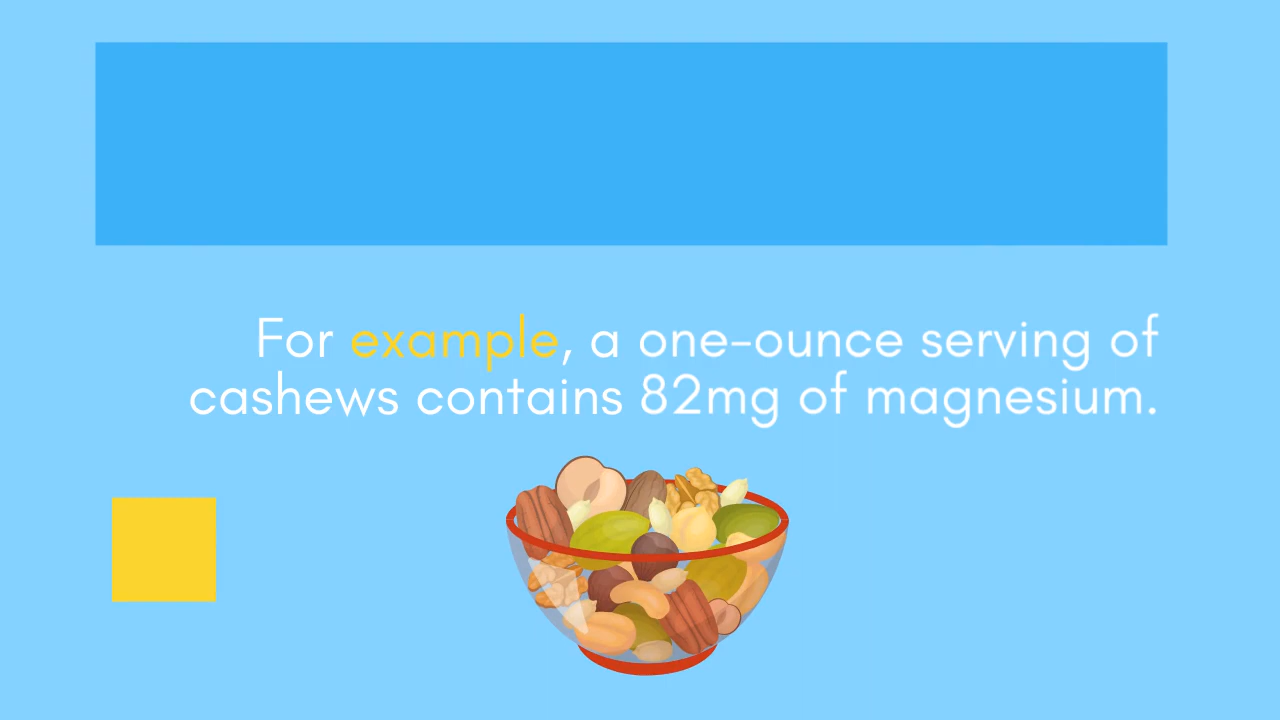 For example, a one-ounce serving of
cashews contains 82mg of magnesium.